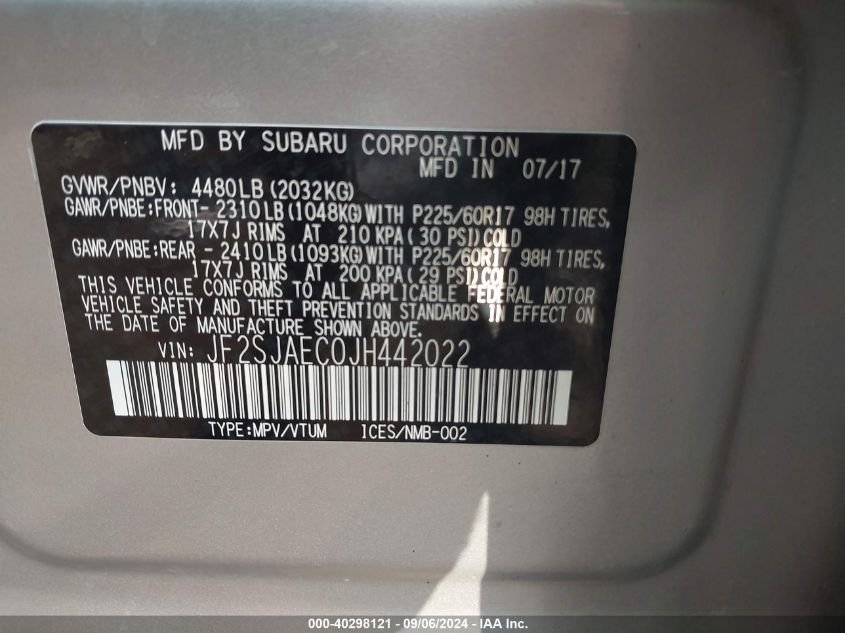 MFD BY SUBARU CORPORATION
MFD IN 07/17
GVWR/PNBV: 4480LB (2032KG)
GAWR/PNBE:FRONT- 2310LB (1048KG)WITH P225/60R17 98H TIRES,
17X7J RIMS AT 210 KPA( 30 PSI)COLD
GAWR/PNBE:REAR - 2410LB (1093KG)WITH P225/60R17 98H TIRES,
17X7J RIMS AT 200 KPA( 29 PSI)COLD
THIS VEHICLE CONFORMS TO ALL APPLICABLE FEDERAL MOTOR
VEHICLE SAFETY AND THEFT PREVENTION STANDARDS IN EFFECT ON
THE DATE OF MANUFACTURE SHOWN ABOVE.
VIN: JF2SJAEC0JH442022
TYPE:MPV/VTUM ICES/NMB-002
000-40298121 - 09/06/2024 - IAA Inc.